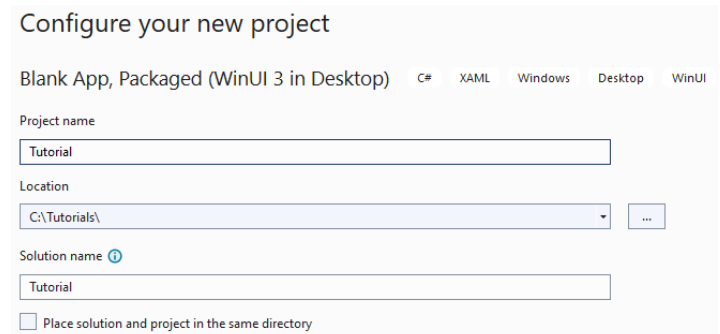 Configure your new project
Blank App, Packaged (WinUI 3 in Desktop) C# XAML Windows Desktop WinUI
Project name
Tutorial
Location
C:\Tutorials\ ...
Solution name
Tutorial
Place solution and project in the same directory